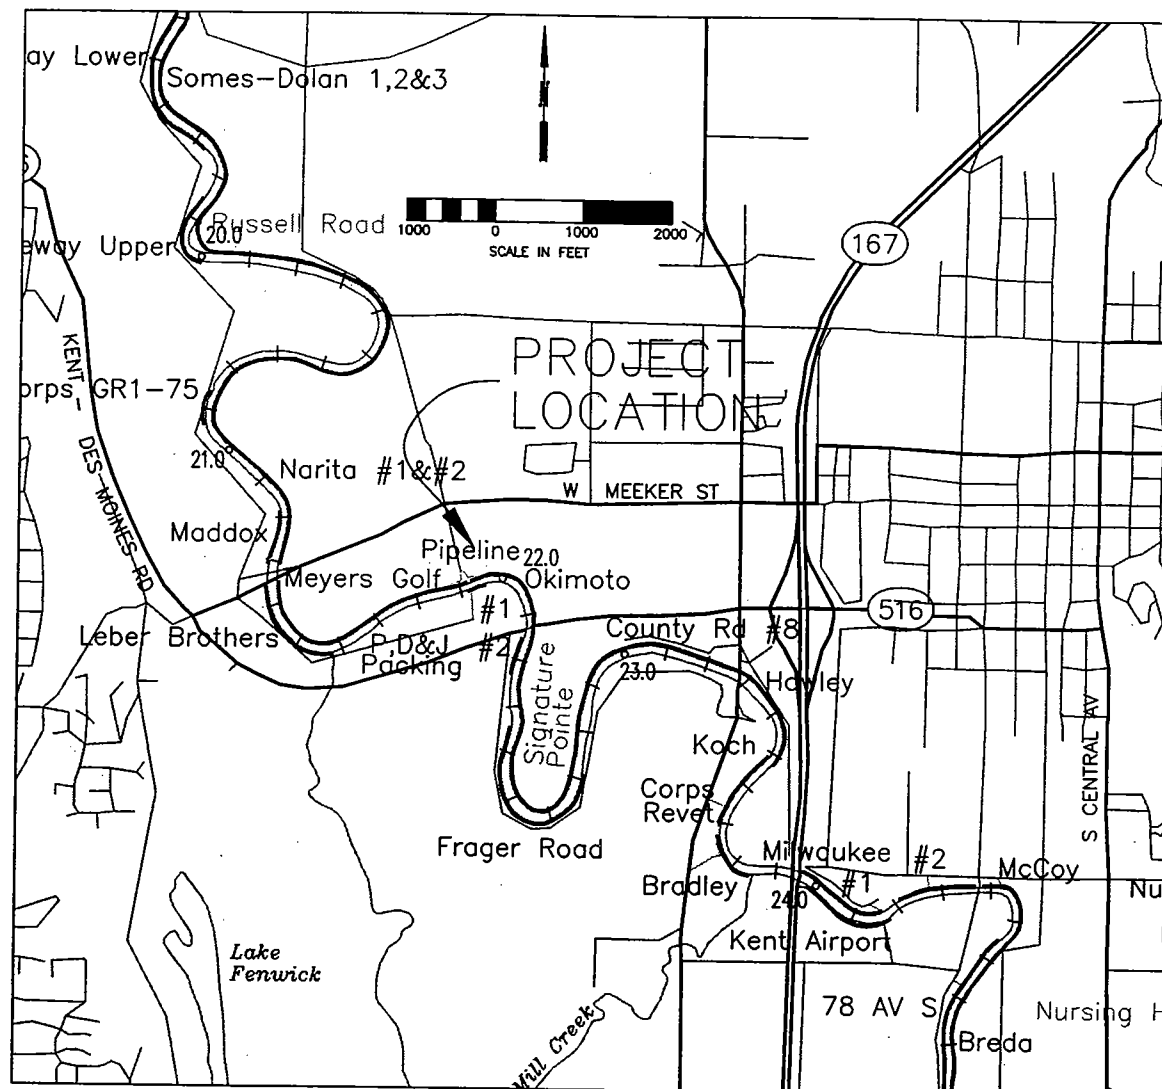 ay Lower
Somes-Dolan 1,2&3
Russell Road
20.0
eway Upper
1000 0 1000 2000
SCALE IN FEET
167
KENT - DES-MOINES RD
PROJECT
LOCATION
orps GR1-75
21.0
Narita #1&#2
W MEEKER ST
Maddox
Pipeline
22.0
Meyers Golf
Okimoto
#1
516
Leber Brothers
P,D&J #2
Packing
County Rd #8
23.0
Signature
Pointe
Hawley
Koch
S CENTRAL AV
Corps
Revet
Frager Road
Milwaukee #2
#1
McCoy
Bradley
24.0
Nu
Kent Airport
Lake
Fenwick
78 AV S
Nursing H
Mill Creek
Breda